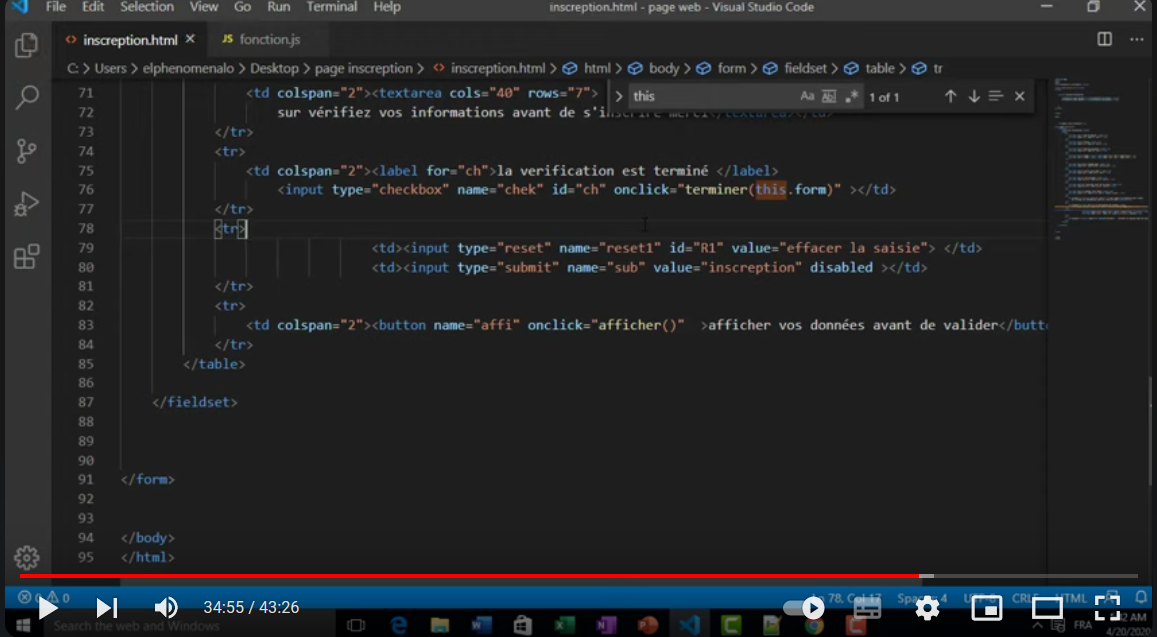 File Edit Selection View Go Run Terminal Help inscreption.html - page web - Visual Studio Code
inscreption.html × JS fonction.js
C: > Users > elphenomenalo > Desktop > page inscreption > inscreption.html > html > body > form > fieldset > table > tr
this Aa Abl .* 1 of 1
71 <td colspan="2"><textarea cols="40" rows="7">
72 sur vérifiez vos informations avant de s'inscrire merci</textarea></td>
73 </tr>
74 <tr>
75 <td colspan="2"><label for="ch">la verification est terminé </label>
76 <input type="checkbox" name="chek" id="ch" onclick="terminer(this.form)" ></td>
77 </tr>
78 <tr>
79 <td><input type="reset" name="reset1" id="R1" value="effacer la saisie"> </td>
80 <td><input type="submit" name="sub" value="inscreption" disabled ></td>
81 </tr>
82 <tr>
83 <td colspan="2"><button name="affi" onclick="afficher()" >afficher vos données avant de valider</butt
84 </tr>
85 </table>
86
87 </fieldset>
88
89
90
91 </form>
92
93
94 </body>
95 </html>
0 0 Ln 78, Col 17 Spaces: 4 UTF-8 CRLF HTML
34:55 / 43:26
Search the web and Windows FRA
4/20/2020